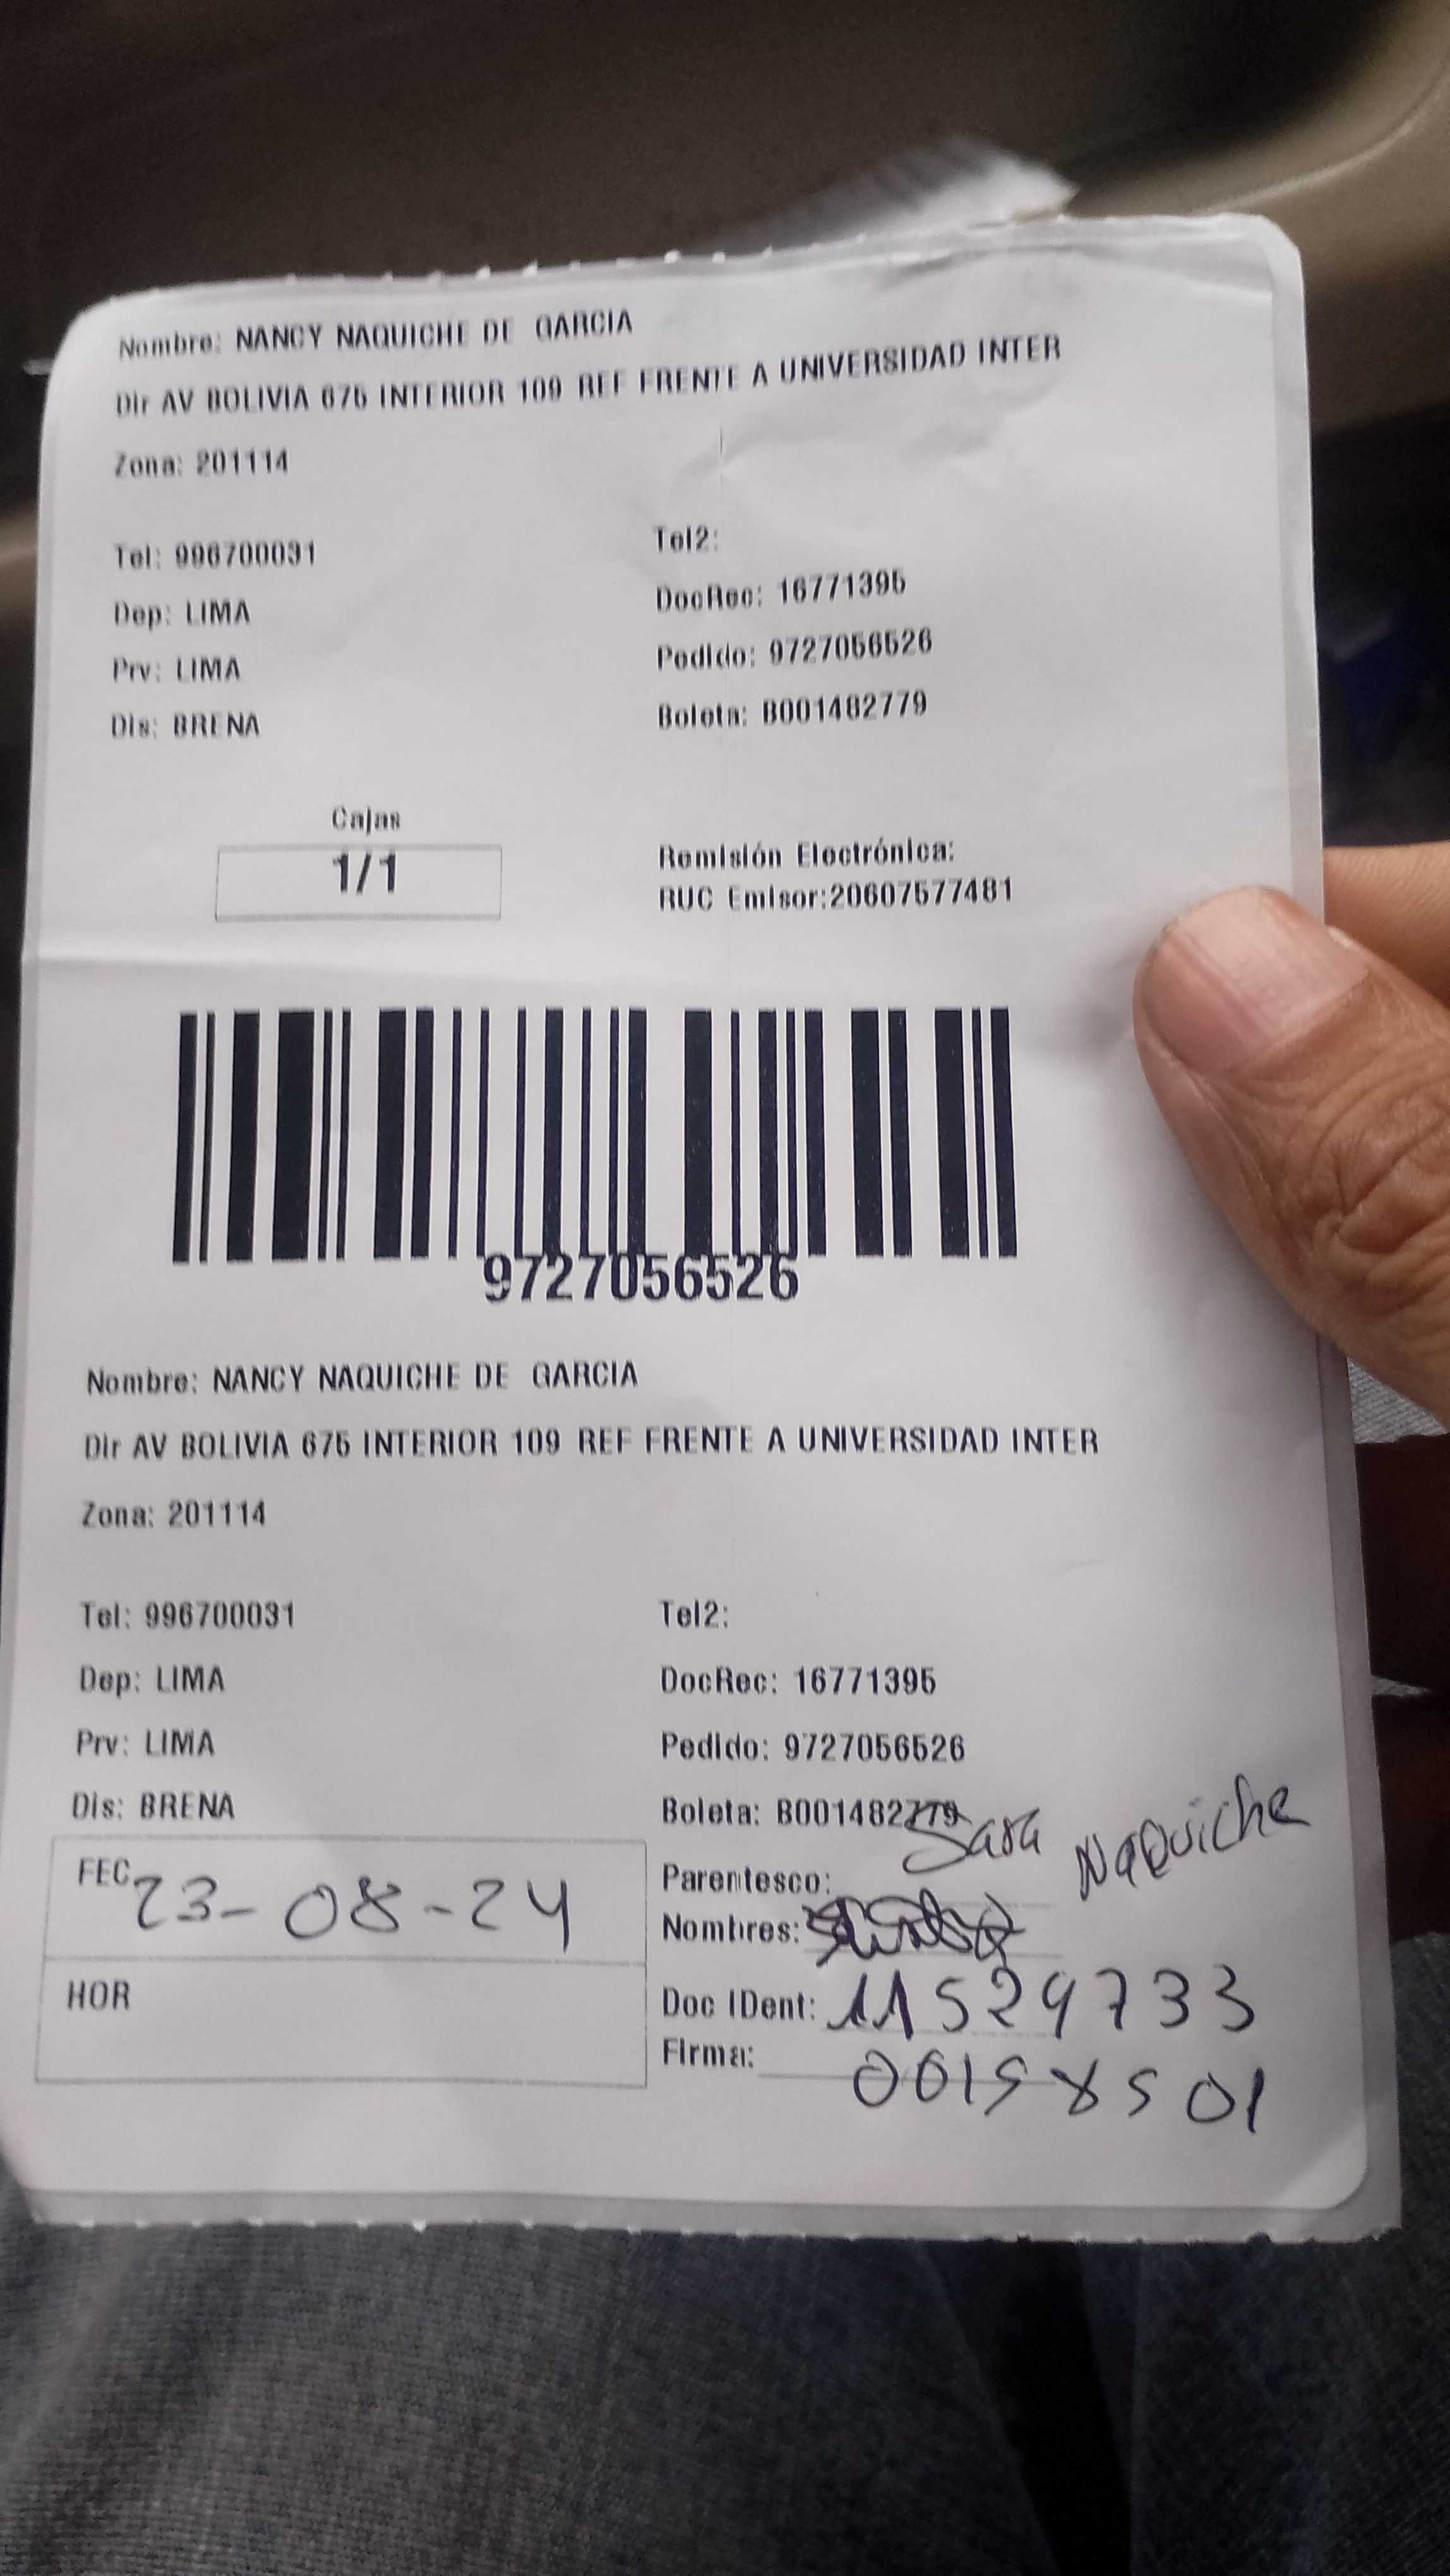 Nombre: NANCY NAQUICHE DE GARCIA
Dir AV BOLIVIA 675 INTERIOR 109 REF FRENTE A UNIVERSIDAD INTER
Zona: 201114
Tel: 996700031
Tel2:
Dep: LIMA
DocRec: 16771395
Prv: LIMA
Pedido: 9727056526
Dis: BRENA
Boleta: B001482779
Cajas
1/1
Remisión Electrónica:
RUC Emisor:20607577481
9727056526
Nombre: NANCY NAQUICHE DE GARCIA
Dir AV BOLIVIA 675 INTERIOR 109 REF FRENTE A UNIVERSIDAD INTER
Zona: 201114
Tel: 996700031
Tel2:
Dep: LIMA
DocRec: 16771395
Prv: LIMA
Pedido: 9727056526
Dis: BRENA
Boleta: B001482779
Sara Naquiche
FEC 23-08-24
Parentesco:
Nombres:
HOR
Doc IDent: 11529733
Firma: